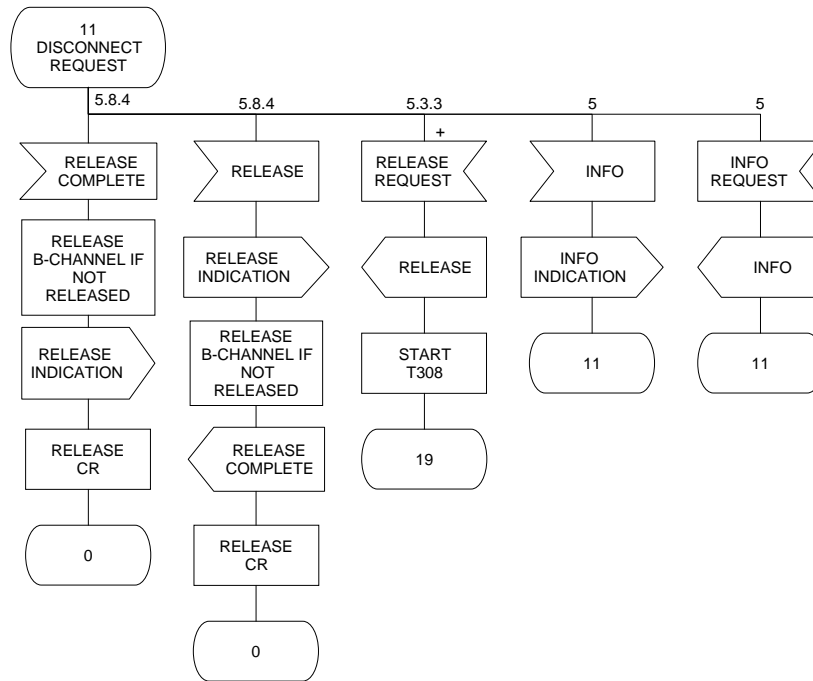 11
DISCONNECT
REQUEST
5.8.4
5.8.4
5.3.3
5
5
+
RELEASE
COMPLETE
RELEASE
RELEASE
REQUEST
INFO
INFO
REQUEST
RELEASE
B-CHANNEL IF
NOT
RELEASED
RELEASE
INDICATION
RELEASE
INFO
INDICATION
INFO
RELEASE
INDICATION
RELEASE
B-CHANNEL IF
NOT
RELEASED
START
T308
11
11
RELEASE
CR
RELEASE
COMPLETE
19
0
RELEASE
CR
0